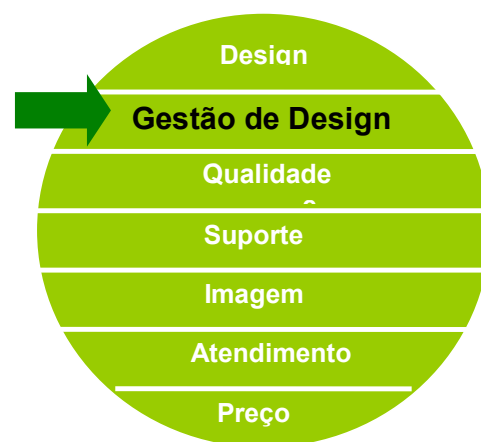 Design
Gestão de Design
Qualidade
Suporte
Imagem
Atendimento
Preço